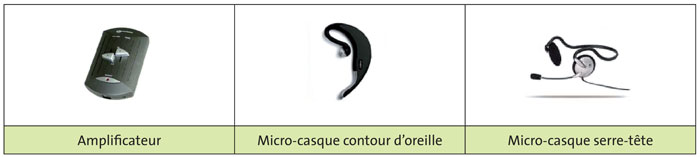 Amplificateur
Micro-casque contour d'oreille
Micro-casque serre-tête